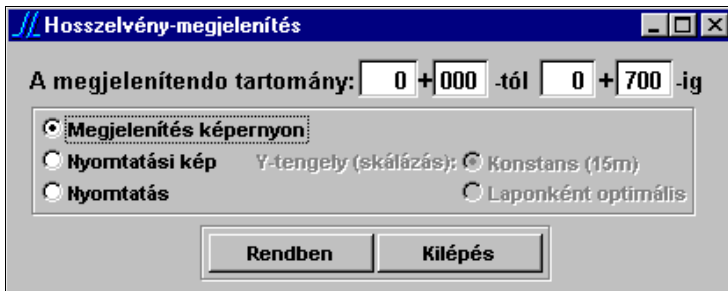 Hosszelvény-megjelenítés
A megjelenítendo tartomány: 0 + 000 -tól 0 + 700 -ig
Megjelenítés képernyon
Nyomtatási kép Y-tengely (skálázás): Konstans (15m)
Nyomtatás Laponként optimális
Rendben Kilépés